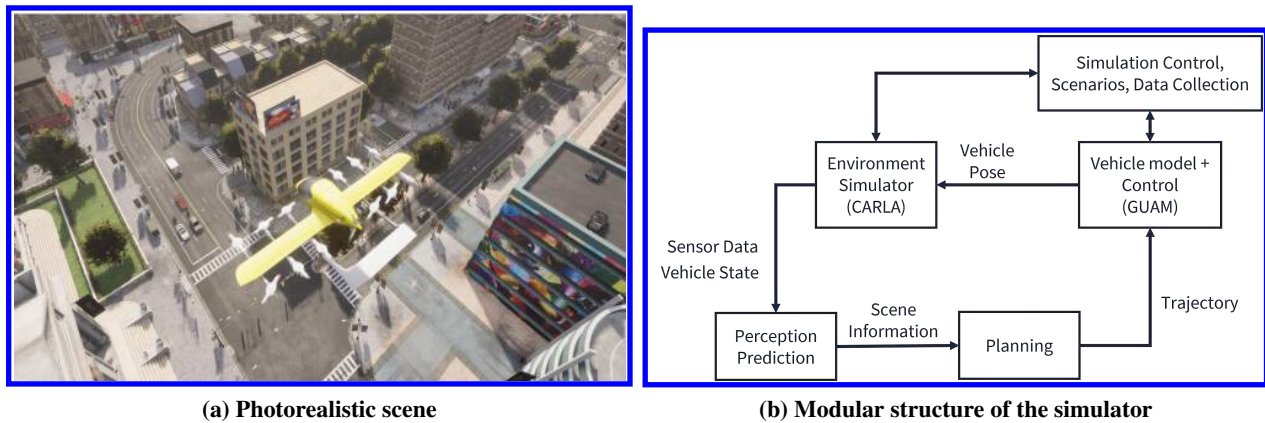 Simulation Control,
Scenarios, Data Collection
Environment
Simulator
(CARLA)
Vehicle
Pose
Vehicle model +
Control
(GUAM)
Sensor Data
Vehicle State
Scene
Information
Trajectory
Perception
Prediction
Planning
(a) Photorealistic scene
(b) Modular structure of the simulator